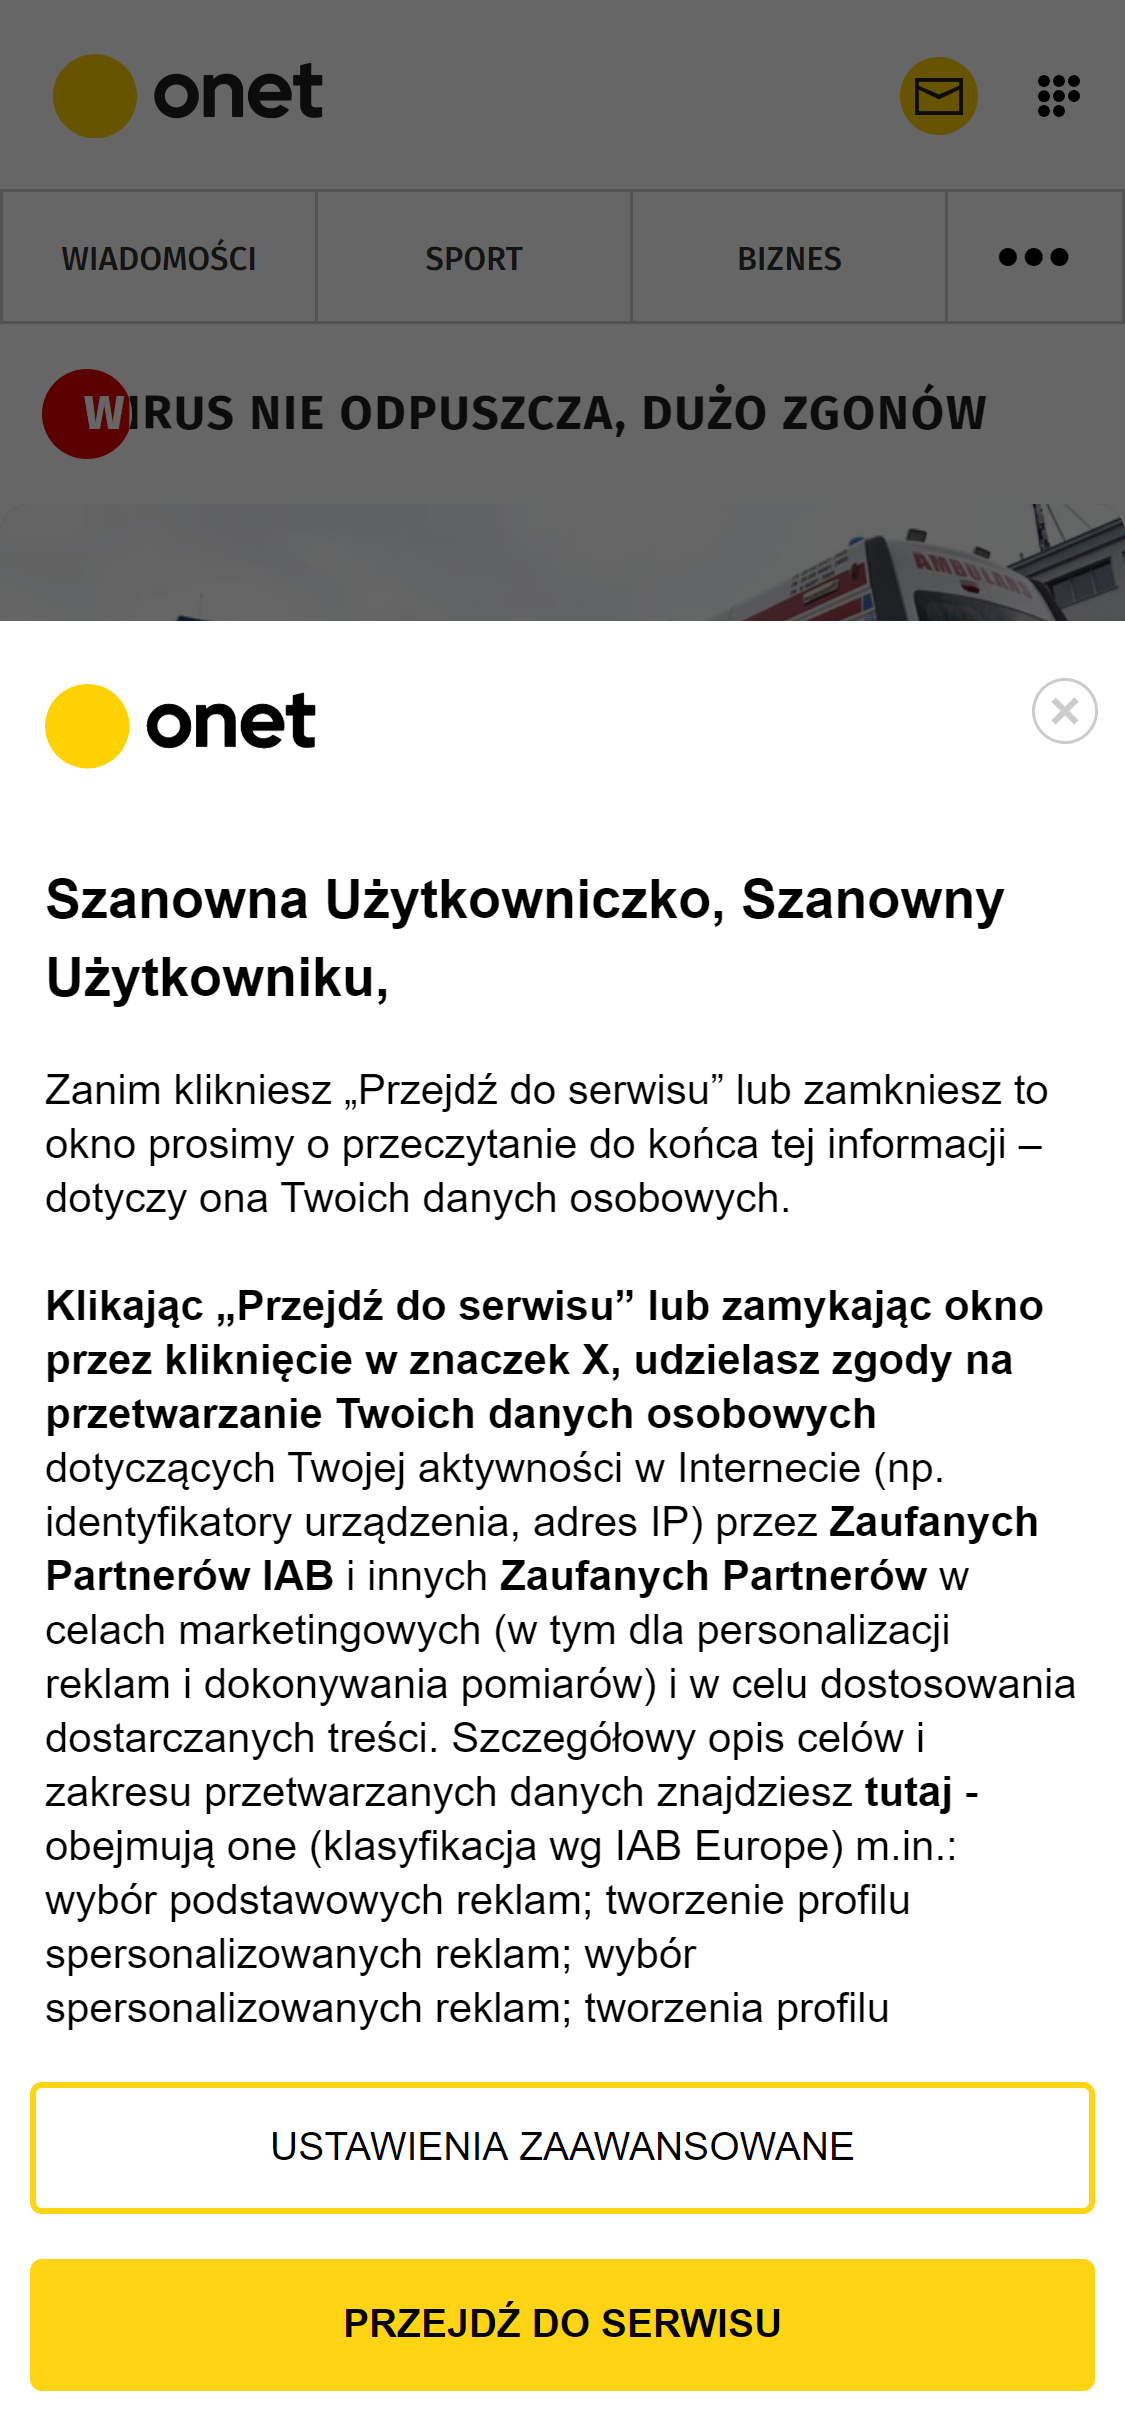 onet
WIADOMOŚCI
SPORT
BIZNES
WIRUS NIE ODPUSZCZA, DUŻO ZGONÓW
AMBULANS
onet
Szanowna Użytkowniczko, Szanowny
Użytkowniku,
Zanim klikniesz „Przejdź do serwisu” lub zamkniesz to
okno prosimy o przeczytanie do końca tej informacji –
dotyczy ona Twoich danych osobowych.
Klikając „Przejdź do serwisu” lub zamykając okno
przez kliknięcie w znaczek X, udzielasz zgody na
przetwarzanie Twoich danych osobowych
dotyczących Twojej aktywności w Internecie (np.
identyfikatory urządzenia, adres IP) przez Zaufanych
Partnerów IAB i innych Zaufanych Partnerów w
celach marketingowych (w tym dla personalizacji
reklam i dokonywania pomiarów) i w celu dostosowania
dostarczanych treści. Szczegółowy opis celów i
zakresu przetwarzanych danych znajdziesz tutaj -
obejmują one (klasyfikacja wg IAB Europe) m.in.:
wybór podstawowych reklam; tworzenie profilu
spersonalizowanych reklam; wybór
spersonalizowanych reklam; tworzenia profilu
USTAWIENIA ZAAWANSOWANE
PRZEJDŹ DO SERWISU